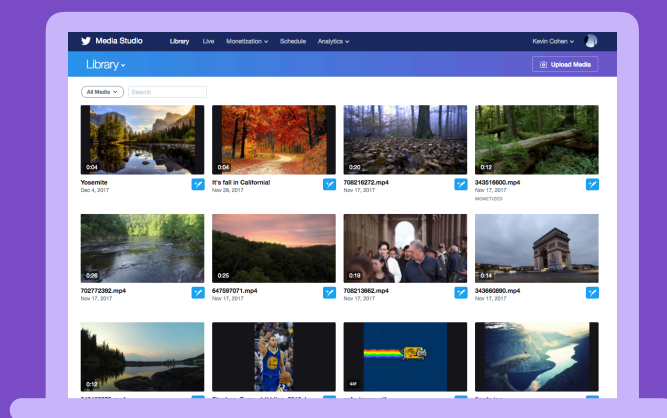 Media Studio Library Live Monetization Schedule Analytics Kevin Cohen
Library
Upload Media
All Media Search
0:04 0:04 0:20 0:12
Yosemite It's fall in California! 708216272.mp4 343516600.mp4
Dec 4, 2017 Nov 28, 2017 Nov 17, 2017 Nov 17, 2017
MONETIZED
0:26 0:25 0:19 0:14
702772392.mp4 647597071.mp4 708213662.mp4 343660890.mp4
Nov 17, 2017 Nov 17, 2017 Nov 17, 2017 Nov 17, 2017
0:12 GIF